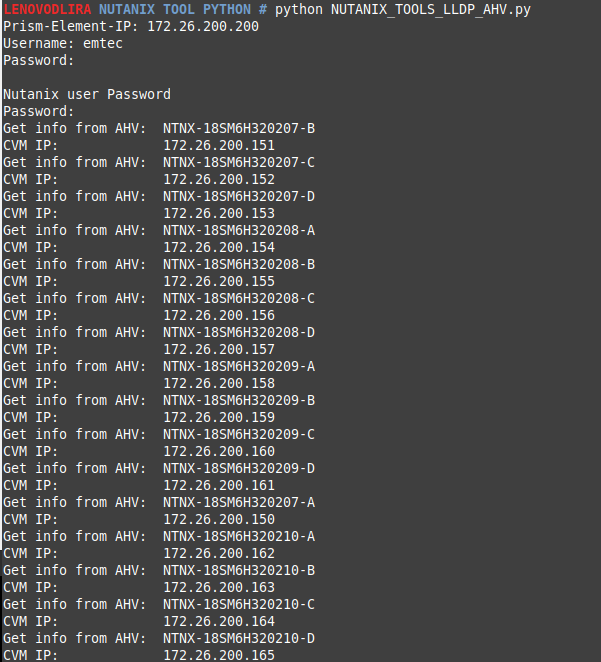 LENOVODLIRA NUTANIX TOOL PYTHON # python NUTANIX_TOOLS_LLDP_AHV.py
Prism-Element-IP: 172.26.200.200
Username: emtec
Password:
Nutanix user Password
Password:
Get info from AHV:  NTNX-18SM6H320207-B
CVM IP:             172.26.200.151
Get info from AHV:  NTNX-18SM6H320207-C
CVM IP:             172.26.200.152
Get info from AHV:  NTNX-18SM6H320207-D
CVM IP:             172.26.200.153
Get info from AHV:  NTNX-18SM6H320208-A
CVM IP:             172.26.200.154
Get info from AHV:  NTNX-18SM6H320208-B
CVM IP:             172.26.200.155
Get info from AHV:  NTNX-18SM6H320208-C
CVM IP:             172.26.200.156
Get info from AHV:  NTNX-18SM6H320208-D
CVM IP:             172.26.200.157
Get info from AHV:  NTNX-18SM6H320209-A
CVM IP:             172.26.200.158
Get info from AHV:  NTNX-18SM6H320209-B
CVM IP:             172.26.200.159
Get info from AHV:  NTNX-18SM6H320209-C
CVM IP:             172.26.200.160
Get info from AHV:  NTNX-18SM6H320209-D
CVM IP:             172.26.200.161
Get info from AHV:  NTNX-18SM6H320207-A
CVM IP:             172.26.200.150
Get info from AHV:  NTNX-18SM6H320210-A
CVM IP:             172.26.200.162
Get info from AHV:  NTNX-18SM6H320210-B
CVM IP:             172.26.200.163
Get info from AHV:  NTNX-18SM6H320210-C
CVM IP:             172.26.200.164
Get info from AHV:  NTNX-18SM6H320210-D
CVM IP:             172.26.200.165